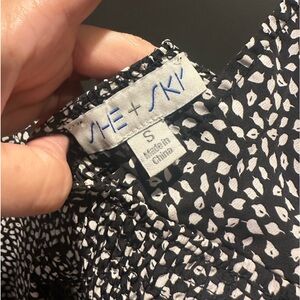 SHE + SKY
S
Made in
China